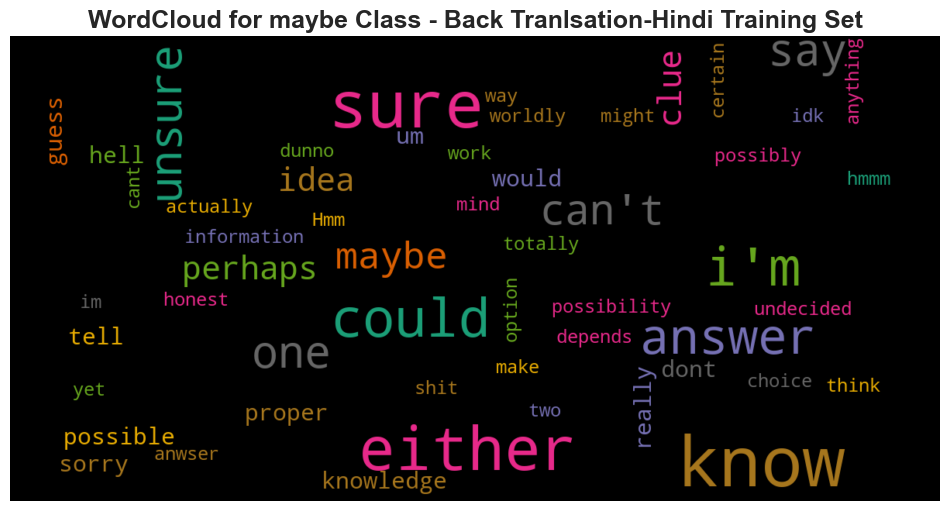 WordCloud for maybe Class - Back Tranlsation-Hindi Training Set
say
anything
certain
clue
unsure
sure
way
worldly
might
idk
guess
um
hell
dunno
work
possibly
cant
idea
would
hmmm
actually
mind
can't
Hmm
information
totally
maybe
perhaps
i'm
im
honest
could
option
possibility
undecided
tell
depends
answer
one
make
dont
choice
think
yet
shit
really
proper
two
possible
either
know
sorry
anwser
knowledge